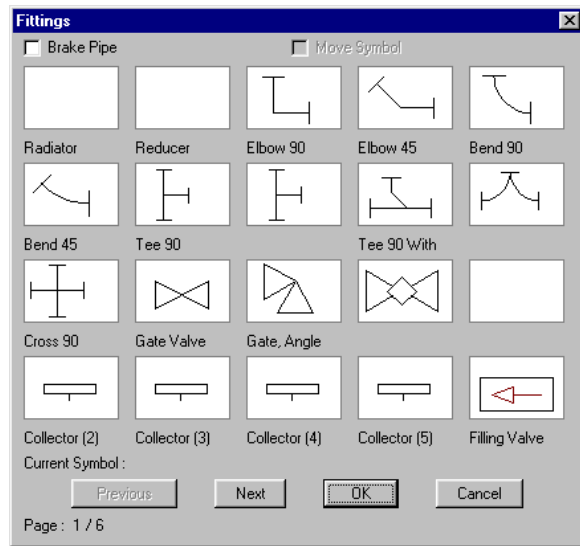 Fittings
Brake Pipe Move Symbol
Radiator Reducer Elbow 90 Elbow 45 Bend 90
Bend 45 Tee 90 Tee 90 With
Cross 90 Gate Valve Gate, Angle
Collector (2) Collector (3) Collector (4) Collector (5) Filling Valve
Current Symbol :
Previous Next OK Cancel
Page : 1 / 6